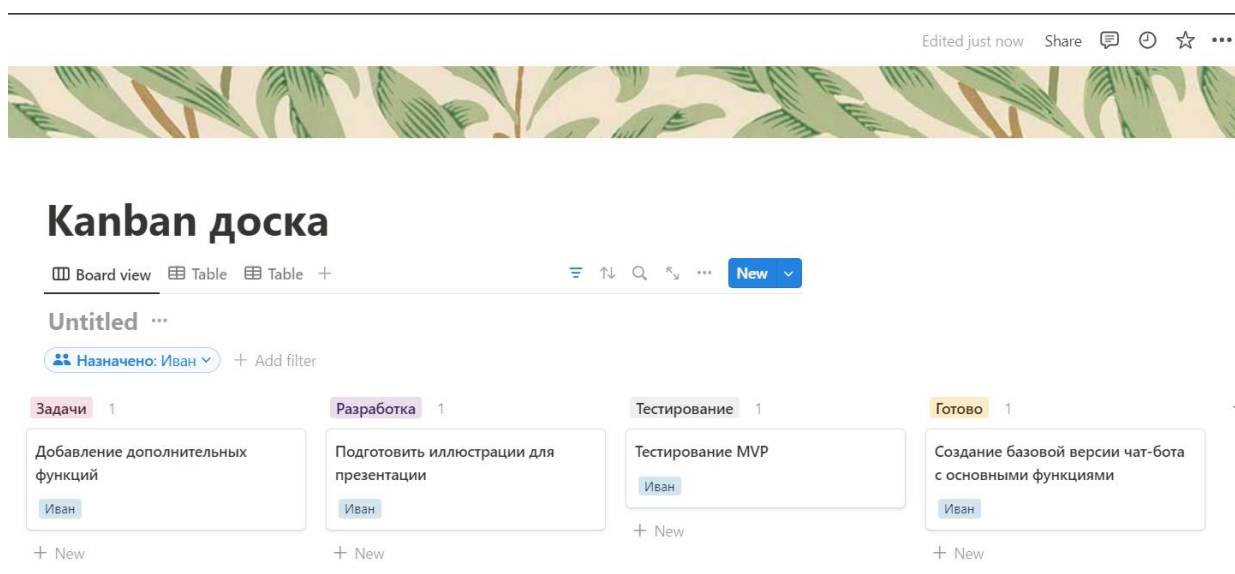 Edited just now Share
Kanban доска
Board view Table Table
New
Untitled
Назначено: Иван Add filter
Задачи 1
Добавление дополнительных
функций
Иван
New
Разработка 1
Подготовить иллюстрации для
презентации
Иван
New
Тестирование 1
Тестирование MVP
Иван
New
Готово 1
Создание базовой версии чат-бота
с основными функциями
Иван
New